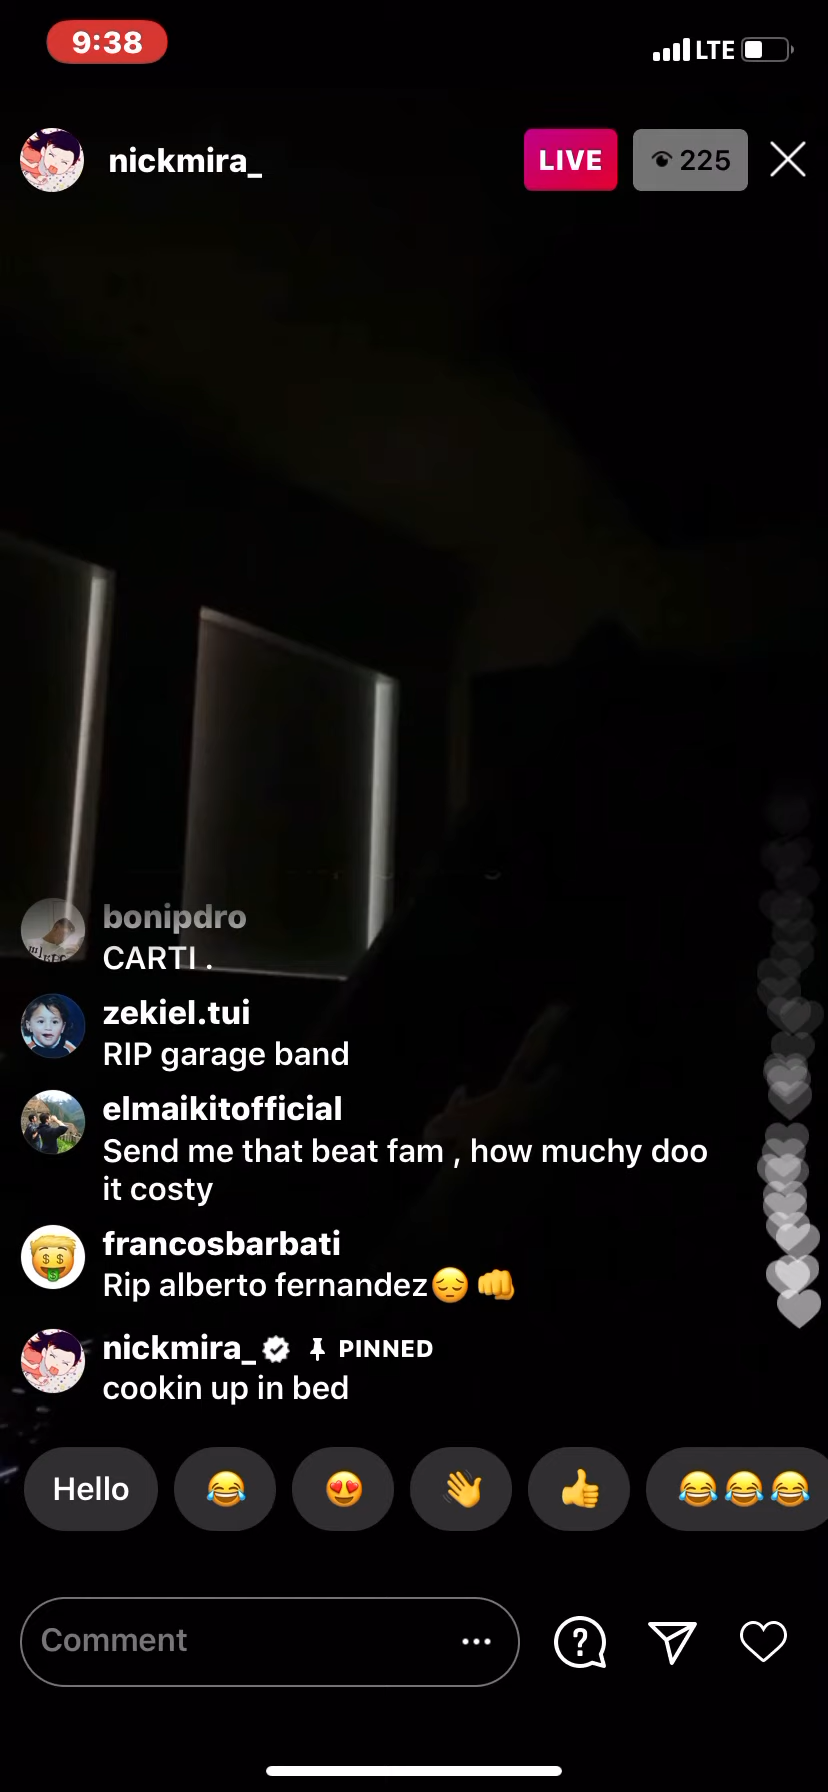 9:38
LTE
nickmira_
LIVE
225
bonipdro
CARTI .
zekiel.tui
RIP garage band
elmaikitofficial
Send me that beat fam , how muchy doo
it costy
francosbarbati
Rip alberto fernandez😔 👊
nickmira_ PINNED
cookin up in bed
Hello 😂 😍 👋 👍 😂 😂 😂
Comment